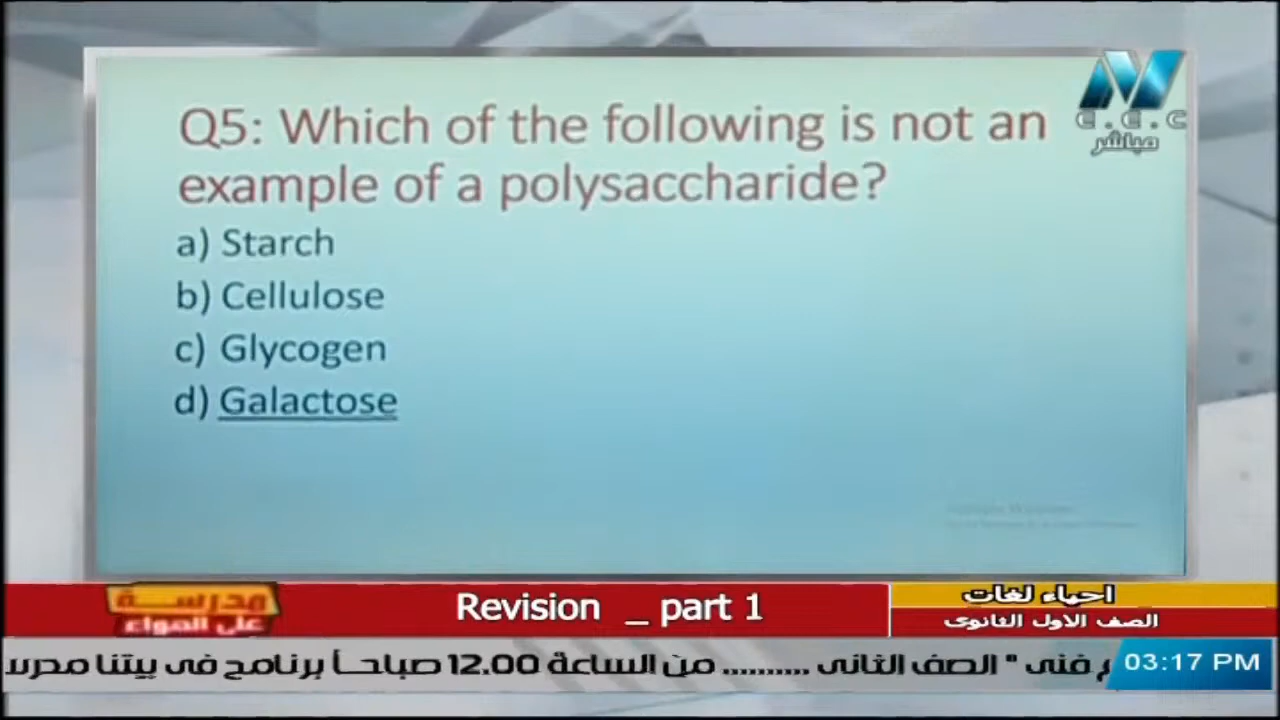 Q5: Which of the following is not an
example of a polysaccharide?
a) Starch
b) Cellulose
c) Glycogen
d) Galactose
e.e.c
مباشر
مدرسة
على الهواء
Revision _ part 1
احياء لغات
الصف الاول الثانوى
م فنى " الصف الثانى .......... من الساعة 12.00 صباحاً برنامج فى بيتنا مدرس
03:17 PM